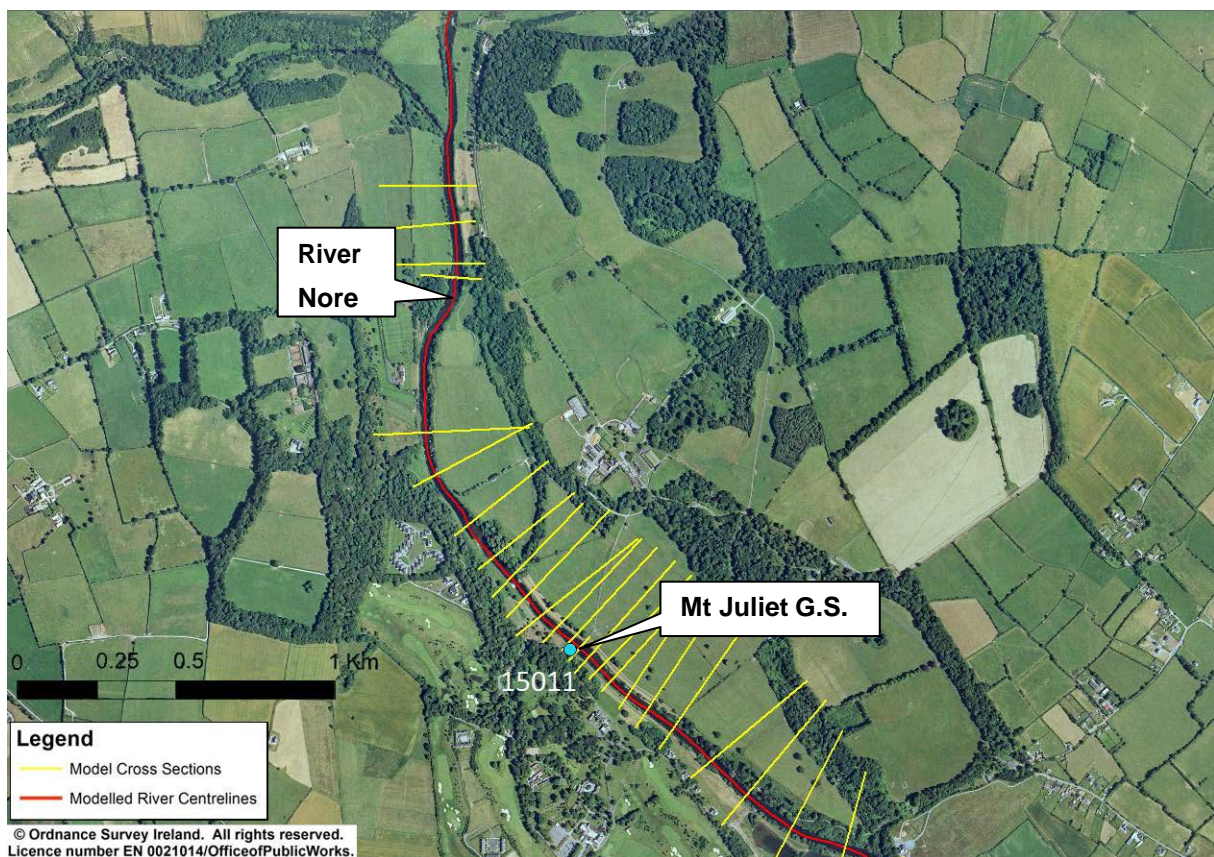 River
Nore
Mt Juliet G.S.
15011
0 0.25 0.5 1 Km
Legend
Model Cross Sections
Modelled River Centrelines
© Ordnance Survey Ireland. All rights reserved.
Licence number EN 0021014/OfficeofPublicWorks.